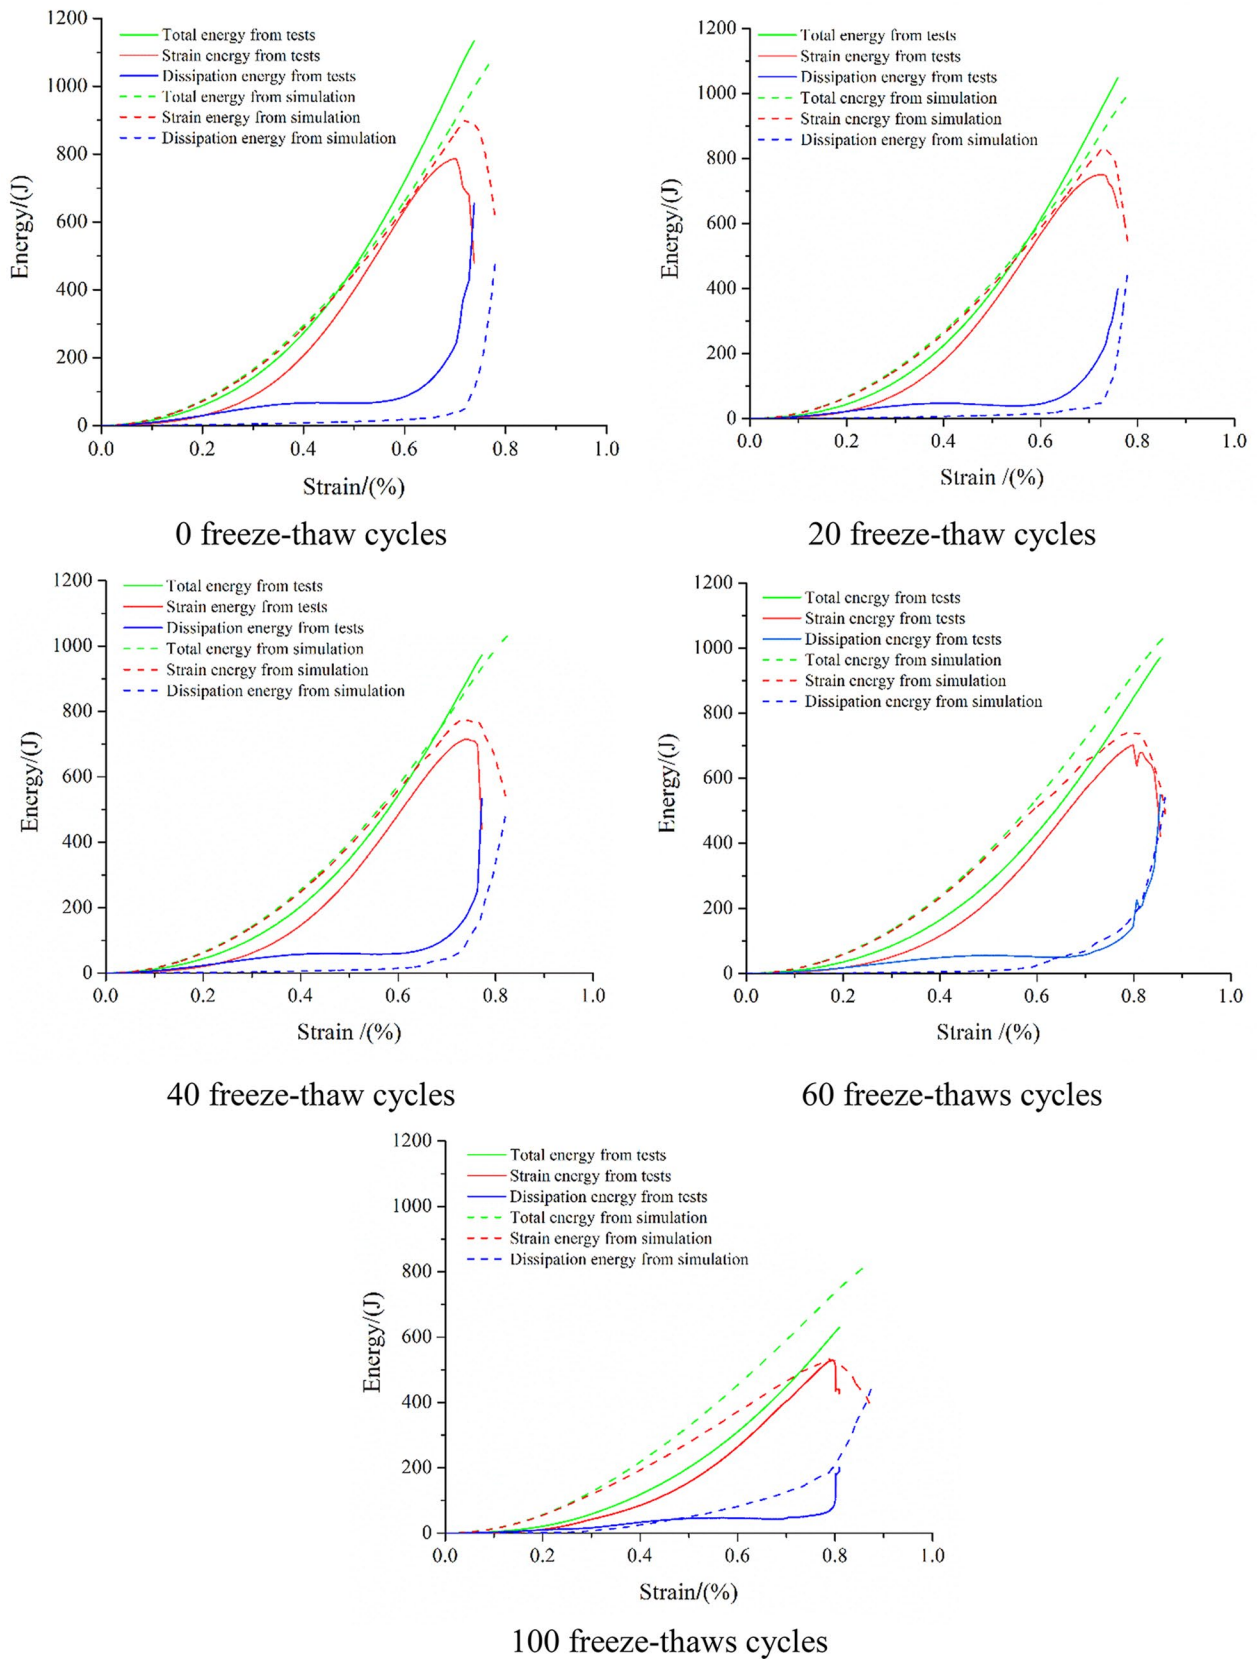 1200
1000
800
600
400
200
0
Energy/(J)
Total energy from tests
Strain energy from tests
Dissipation energy from tests
Total energy from simulation
Strain energy from simulation
Dissipation energy from simulation
0.0 0.2 0.4 0.6 0.8 1.0
Strain/(%)
0 freeze-thaw cycles
1200
1000
800
600
400
200
0
Energy/(J)
Total energy from tests
Strain energy from tests
Dissipation energy from tests
Total energy from simulation
Strain energy from simulation
Dissipation energy from simulation
0.0 0.2 0.4 0.6 0.8 1.0
Strain /(%)
20 freeze-thaw cycles
1200
1000
800
600
400
200
0
Energy/(J)
Total energy from tests
Strain energy from tests
Dissipation energy from tests
Total energy from simulation
Strain energy from simulation
Dissipation energy from simulation
0.0 0.2 0.4 0.6 0.8 1.0
Strain /(%)
40 freeze-thaw cycles
1200
1000
800
600
400
200
0
Energy/(J)
Total energy from tests
Strain energy from tests
Dissipation energy from tests
Total energy from simulation
Strain energy from simulation
Dissipation energy from simulation
0.0 0.2 0.4 0.6 0.8 1.0
Strain /(%)
60 freeze-thaws cycles
1200
1000
800
600
400
200
0
Energy/(J)
Total energy from tests
Strain energy from tests
Dissipation energy from tests
Total energy from simulation
Strain energy from simulation
Dissipation energy from simulation
0.0 0.2 0.4 0.6 0.8 1.0
Strain/(%)
100 freeze-thaws cycles